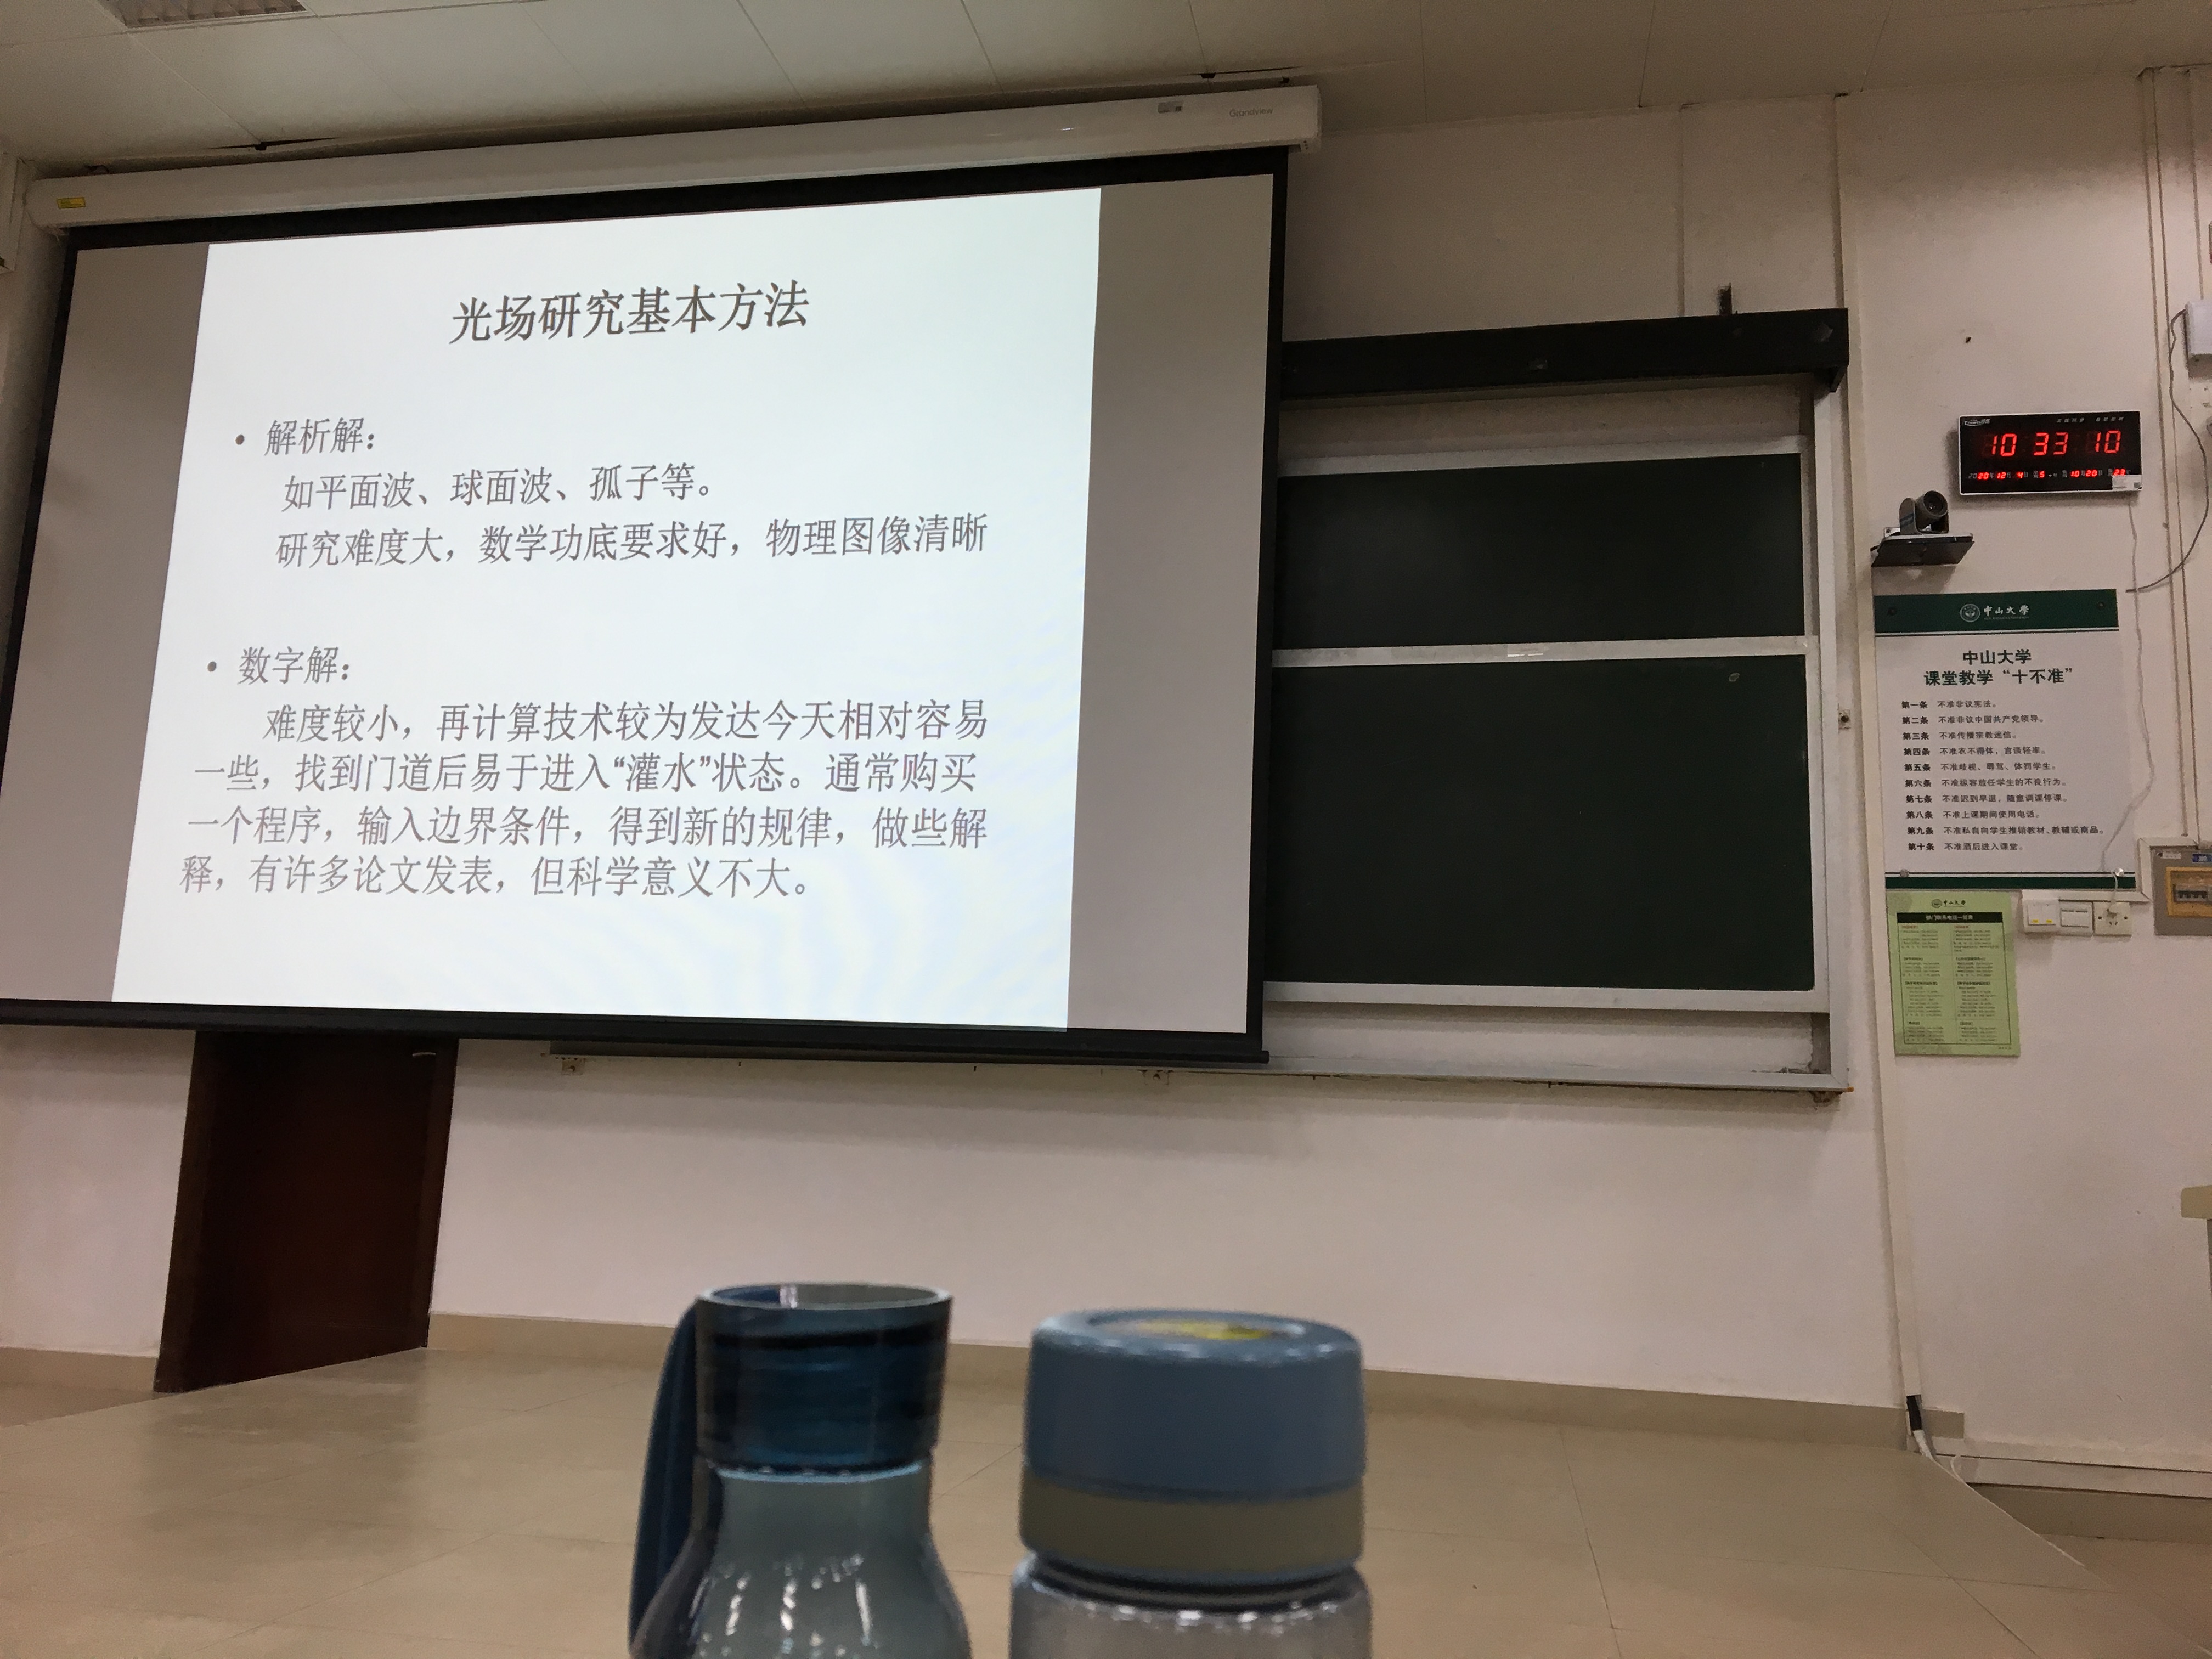 Grandview
光场研究基本方法
• 解析解：
如平面波、球面波、孤子等。
研究难度大，数学功底要求好，物理图像清晰
• 数字解：
难度较小，再计算技术较为发达今天相对容易
一些，找到门道后易于进入“灌水”状态。通常购买
一个程序，输入边界条件，得到新的规律，做些解
释，有许多论文发表，但科学意义不大。
10 33 10
中山大學
中山大学
课堂教学“十不准”
第一条 不准非议宪法。
第二条 不准非议中国共产党领导。
第三条 不准传播宗教迷信。
第四条 不准衣不得体，言谈轻率。
第五条 不准歧视、辱骂、体罚学生。
第六条 不准纵容放任学生的不良行为。
第七条 不准迟到早退，随意调课停课。
第八条 不准上课期间使用电话。
第九条 不准私自向学生推销教材、教辅或商品。
第十条 不准酒后进入课堂。
中山大學